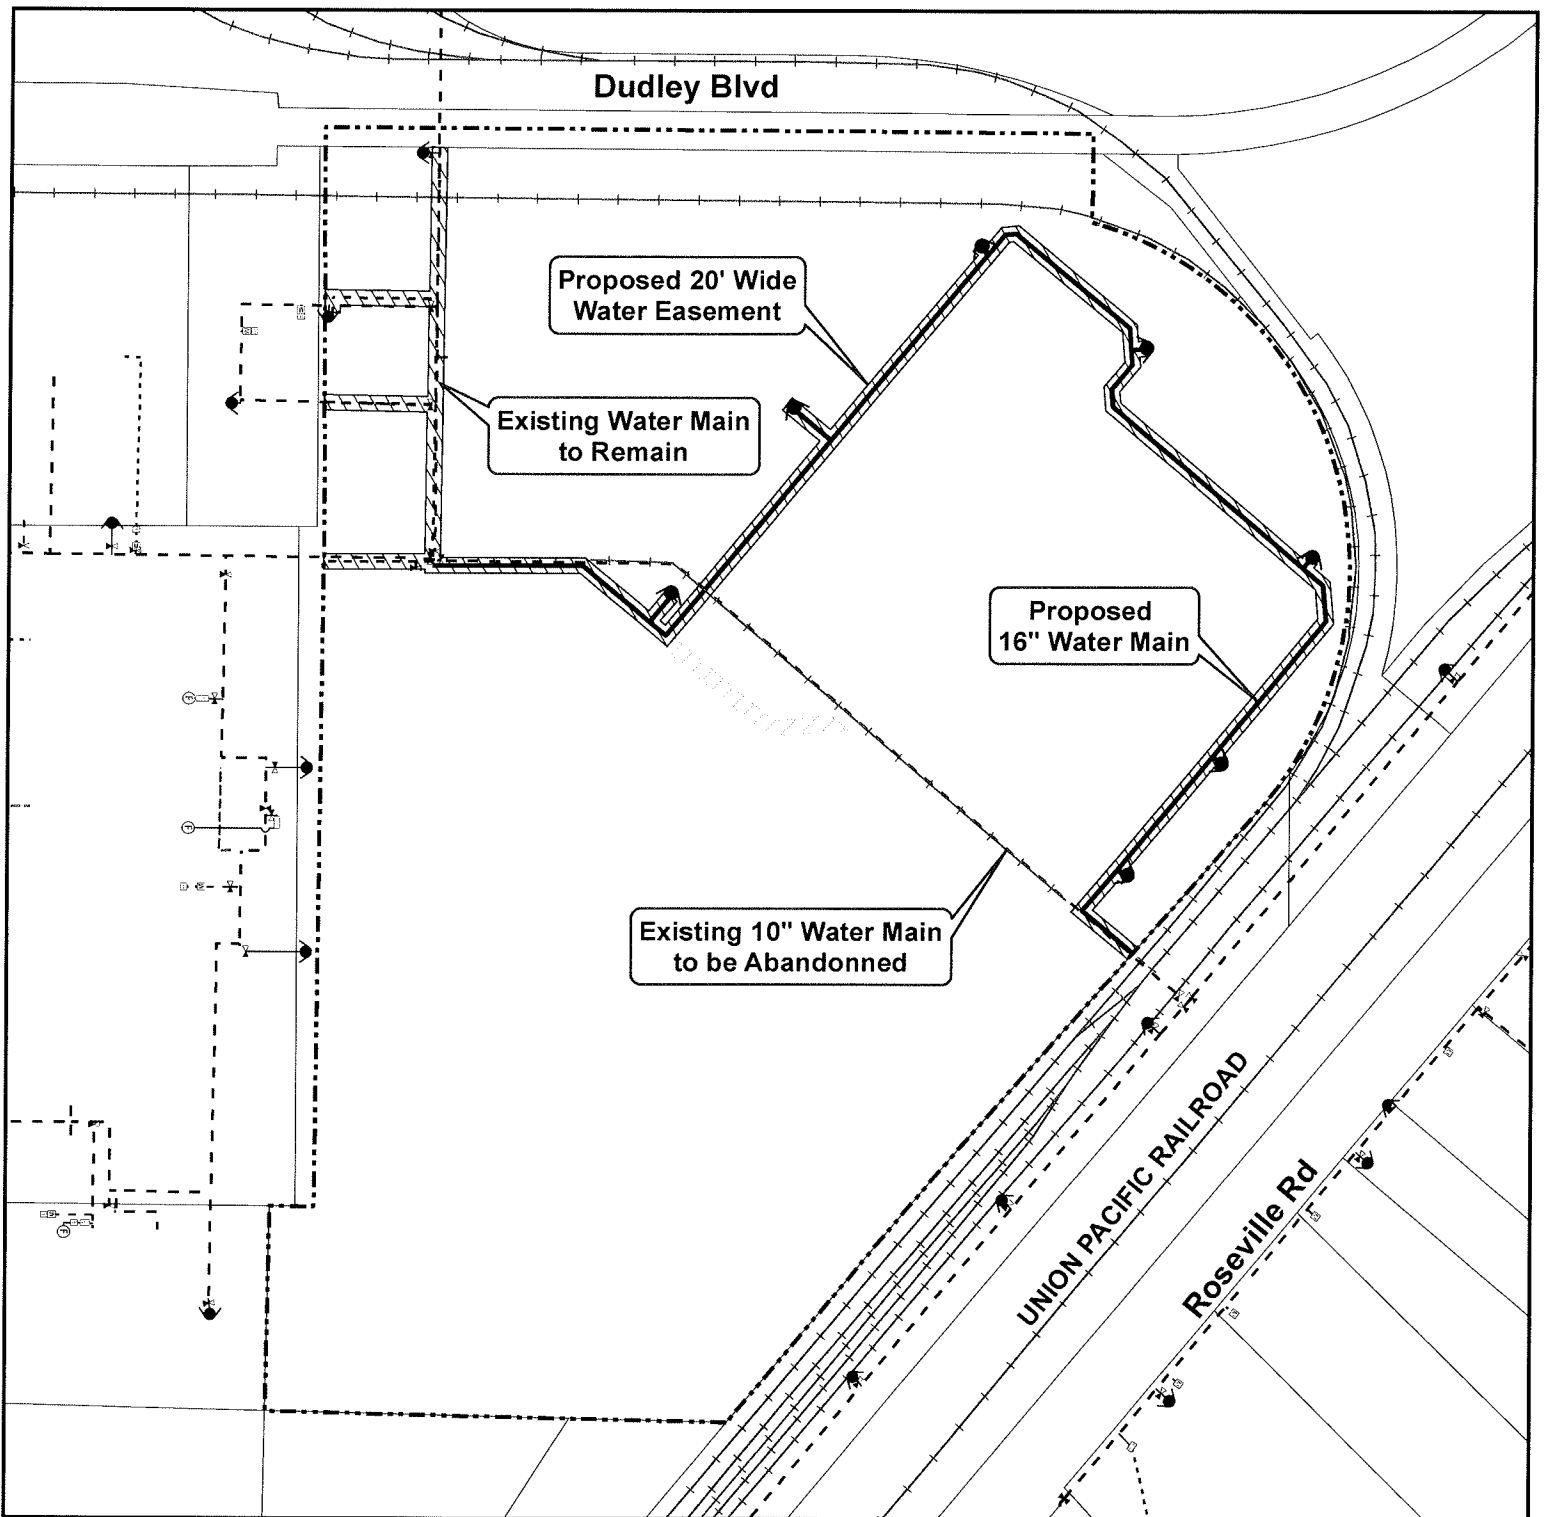 Dudley Blvd
Proposed 20' Wide
Water Easement
Existing Water Main
to Remain
Proposed
16" Water Main
Existing 10" Water Main
to be Abandonned
UNION PACIFIC RAILROAD
Roseville Rd